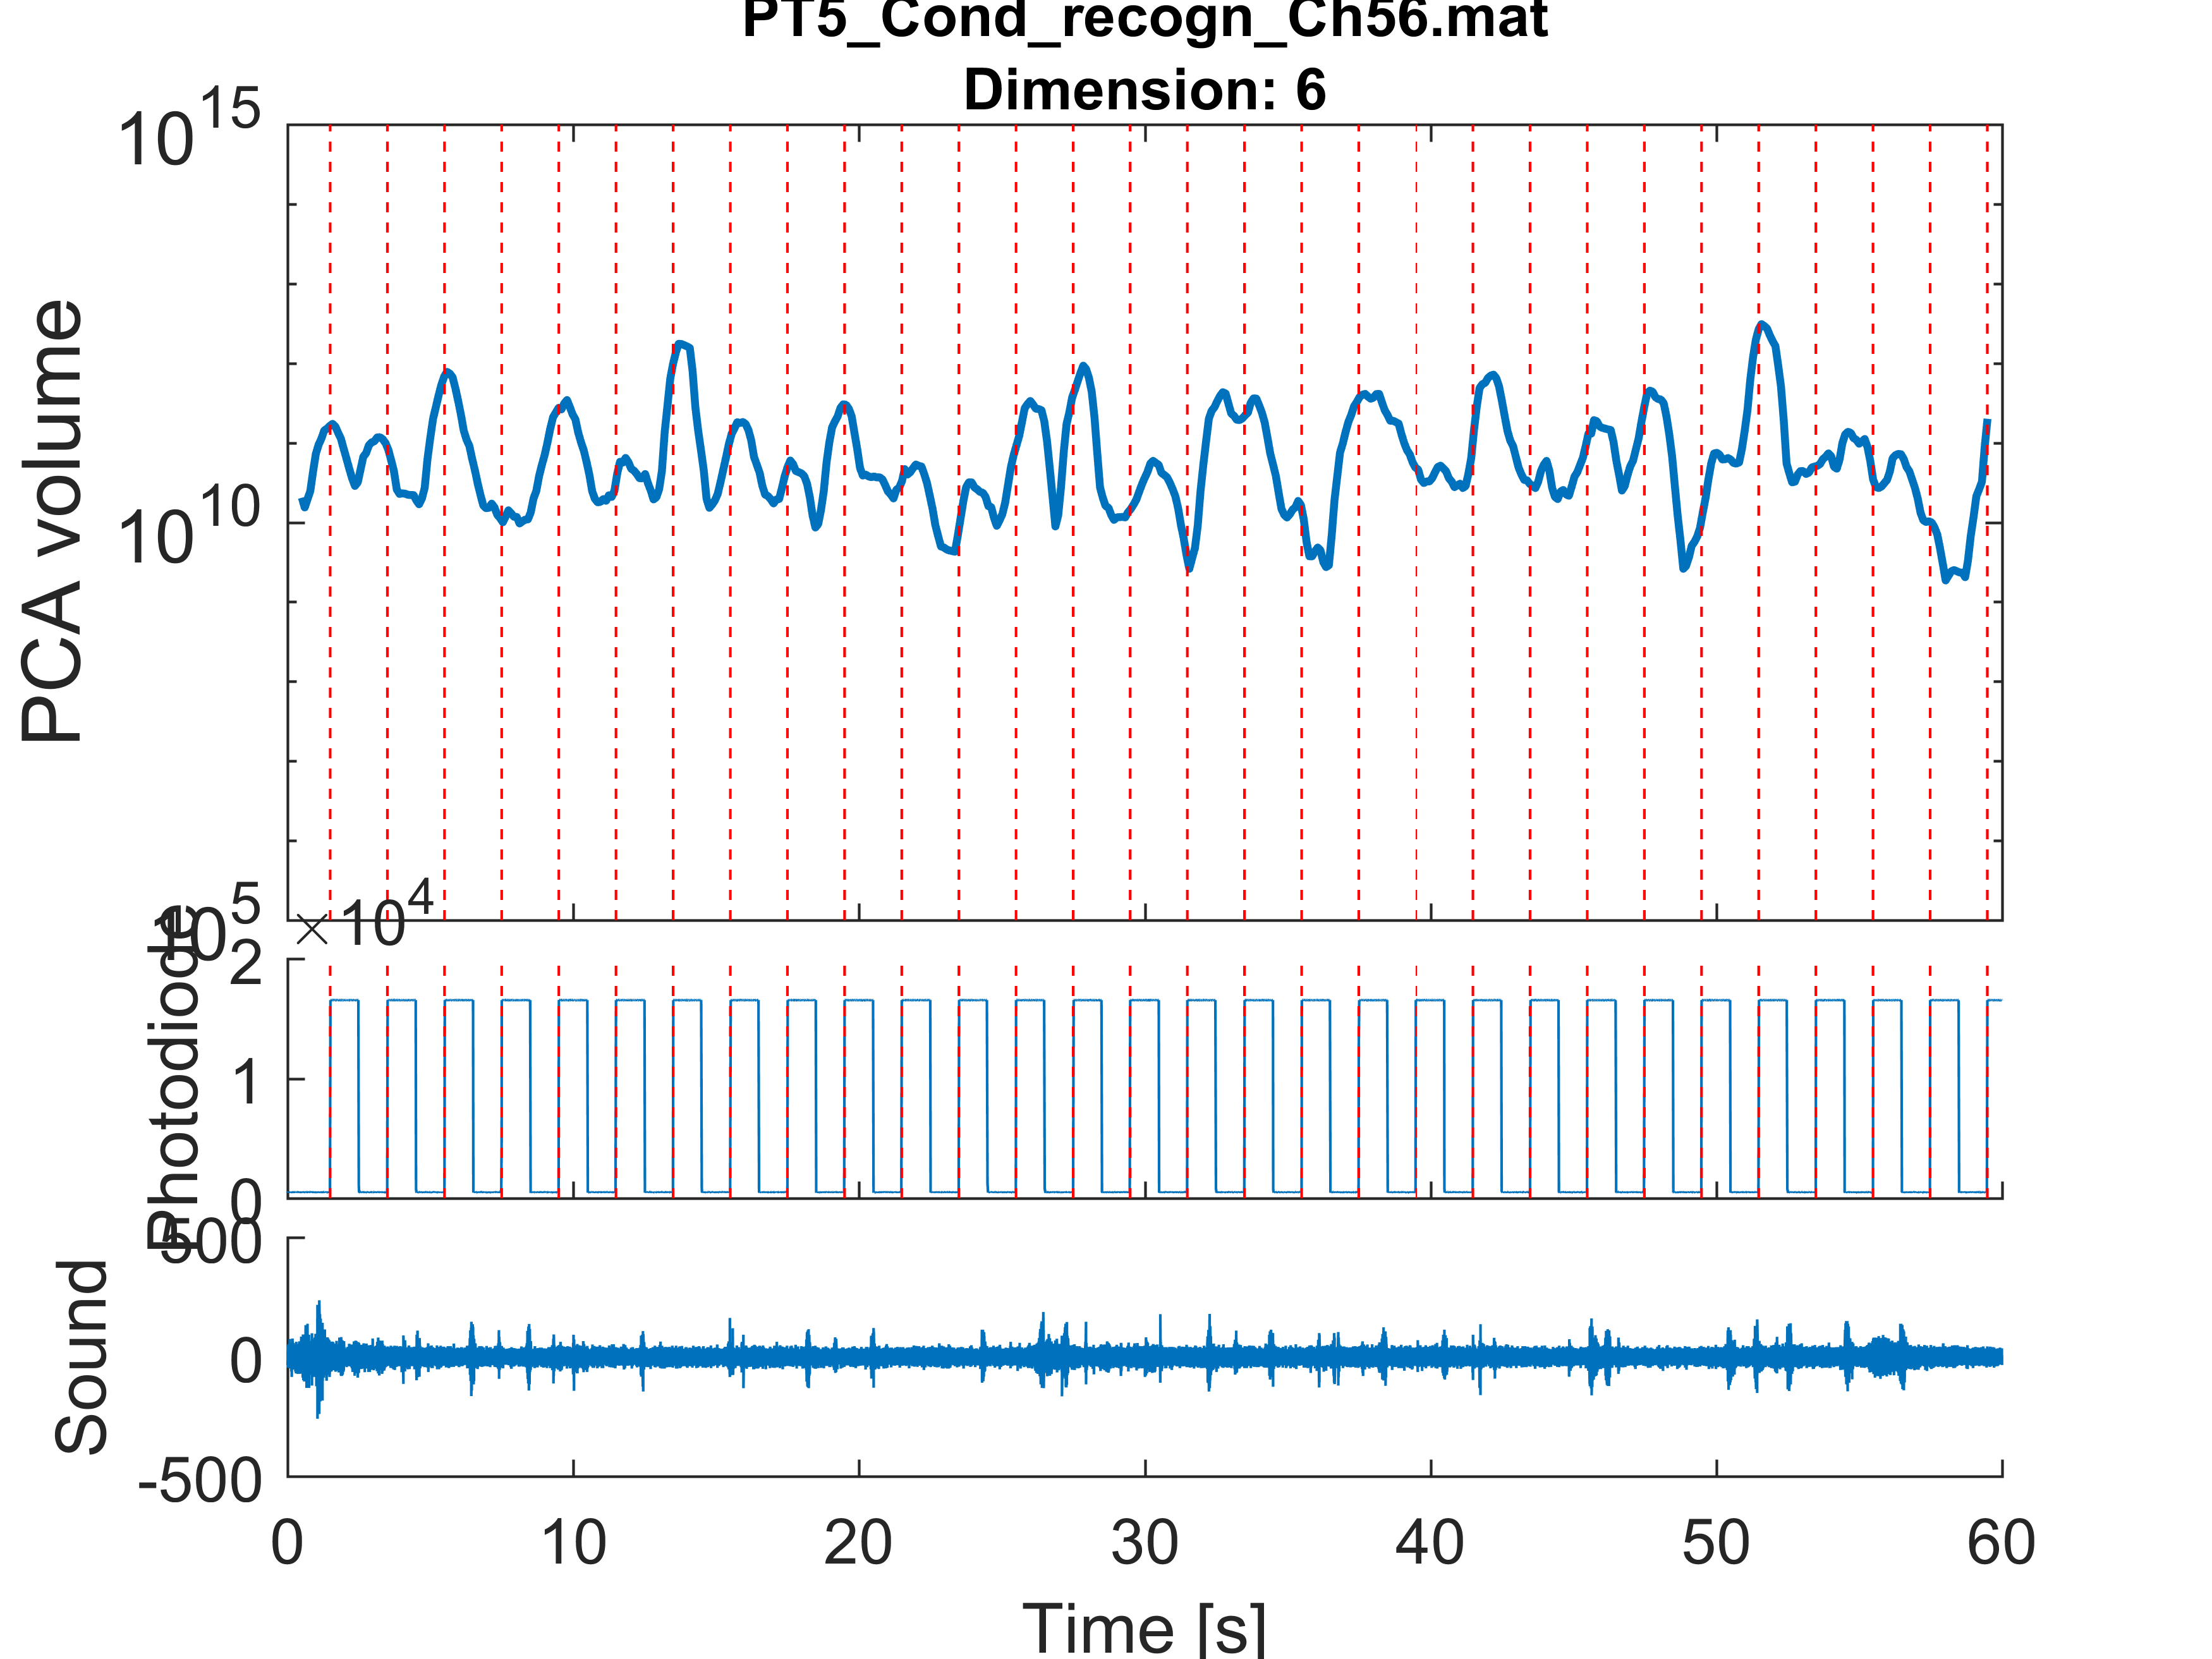 PT5_Cond_recogn_Ch56.mat
Dimension: 6
10^15
10^10
10^5
PCA volume
×10^4
2
1
0
Photodiode
500
0
-500
Sound
0 10 20 30 40 50 60
Time [s]